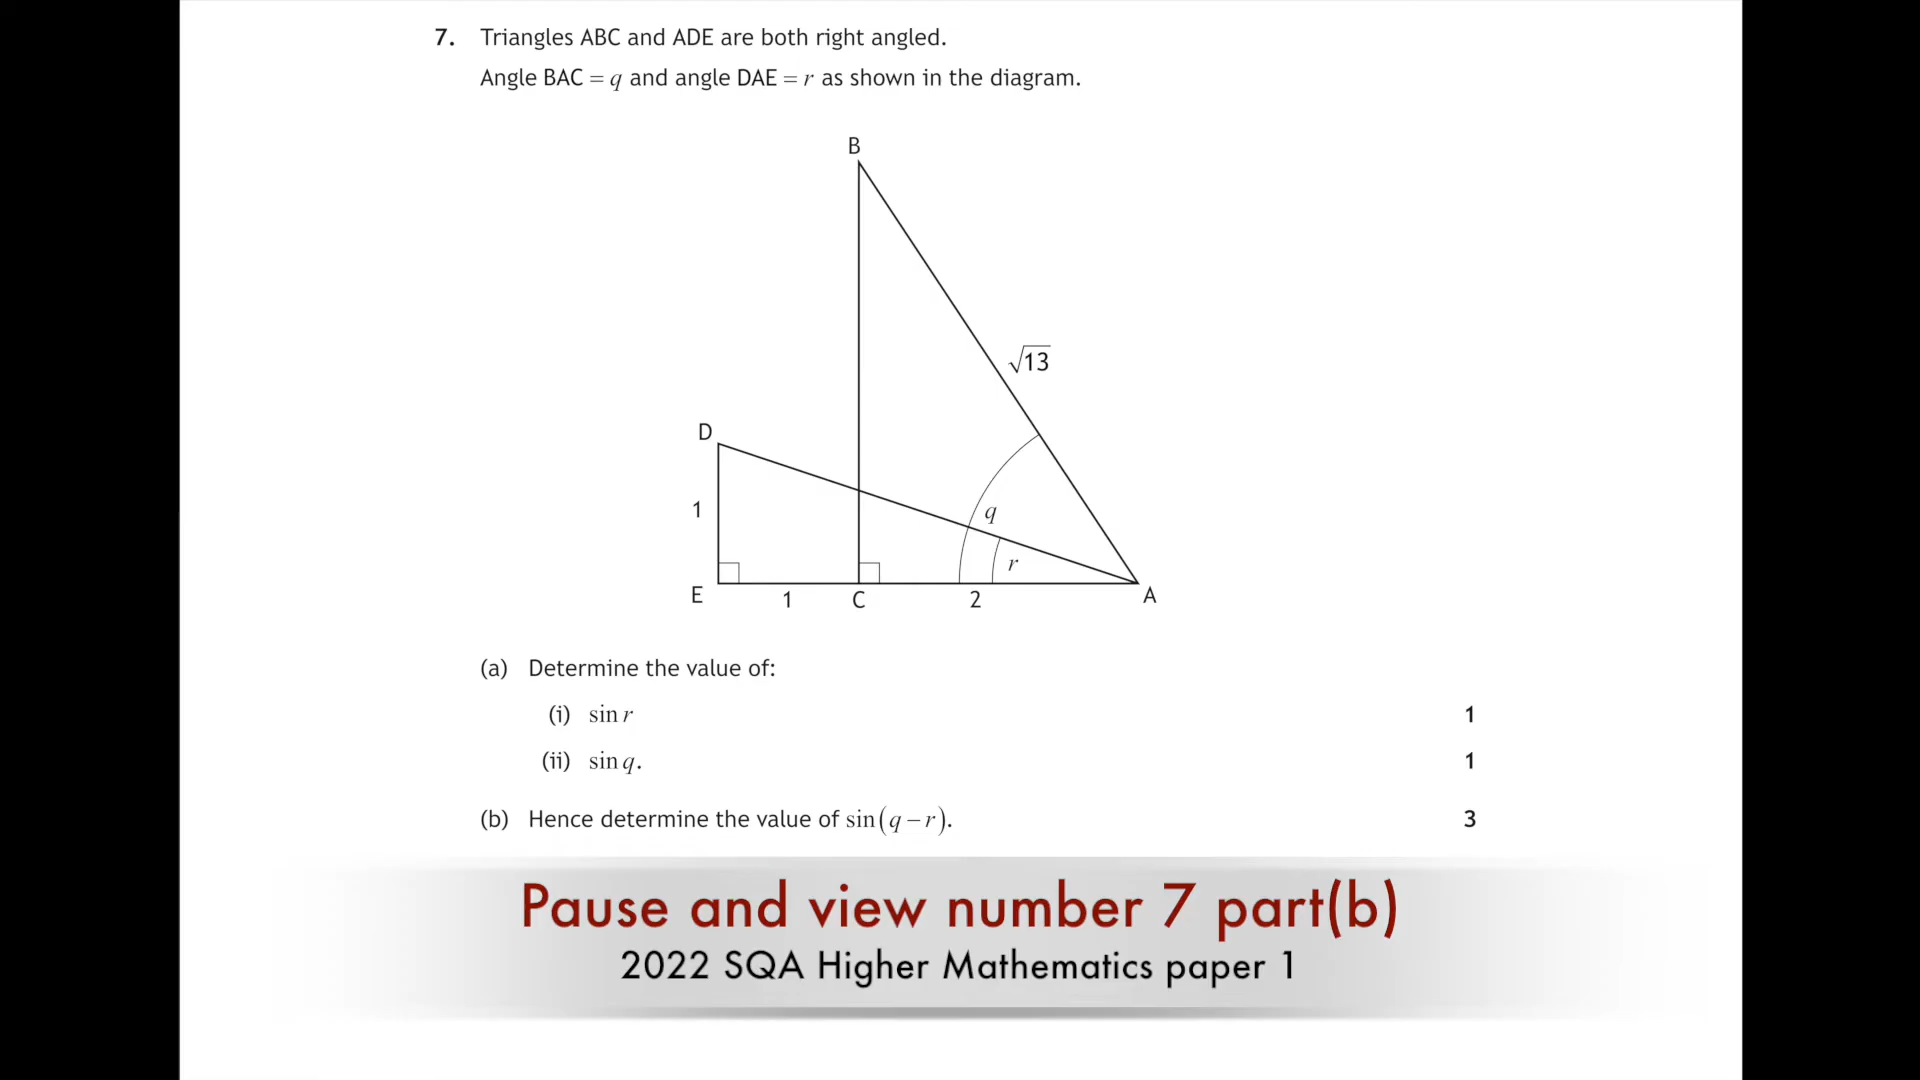 7. Triangles ABC and ADE are both right angled.
Angle BAC = q and angle DAE = r as shown in the diagram.
B
√13
D
1
q
r
E
1
C
2
A
(a) Determine the value of:
(i) sin r 1
(ii) sin q. 1
(b) Hence determine the value of sin(q − r). 3
Pause and view number 7 part(b)
2022 SQA Higher Mathematics paper 1